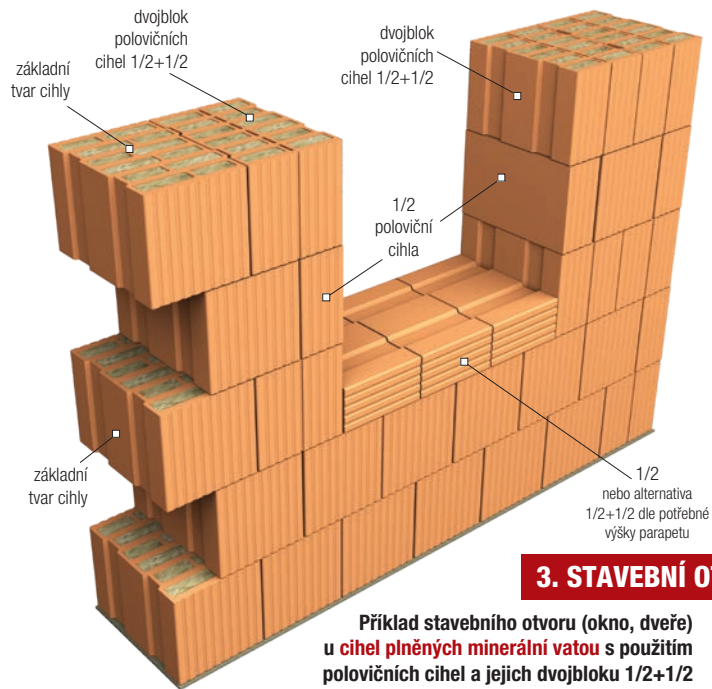 základní
tvar cihly
dvojblok
polovičních
cihel 1/2+1/2
dvojblok
polovičních
cihel 1/2+1/2
1/2
poloviční
cihla
základní
tvar cihly
1/2
nebo alternativa
1/2+1/2 dle potřebné
výšky parapetu
3. STAVEBNÍ
Příklad stavebního otvoru (okno, dveře)
u cihel plněných minerální vatou s použitím
polovičních cihel a jejich dvojbloku 1/2+1/2